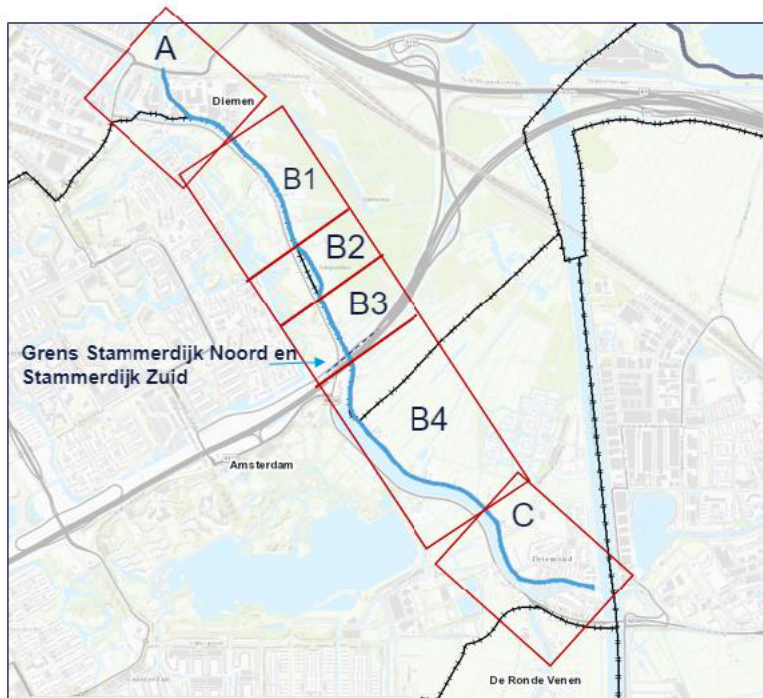 A
Diemen
B1
B2
B3
Grens Stammerdijk Noord en
Stammerdijk Zuid
B4
Amsterdam
C
Driemond
De Ronde Venen